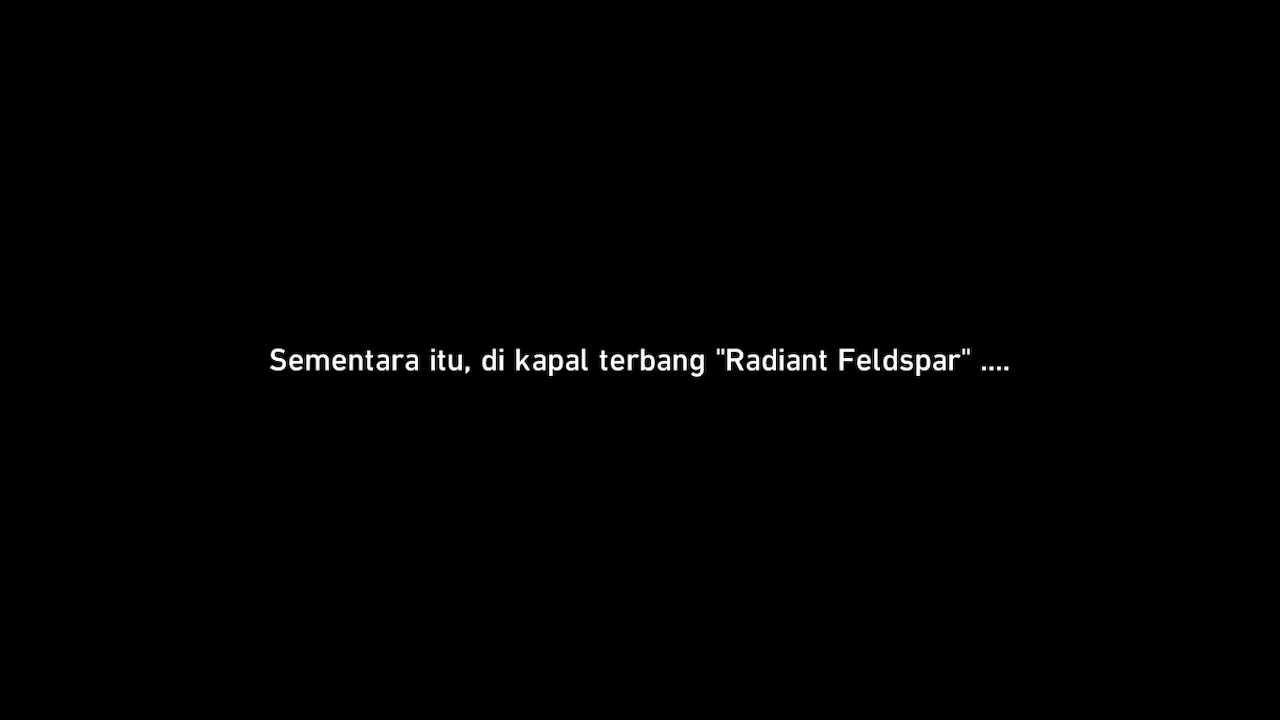 Sementara itu, di kapal terbang "Radiant Feldspar" ....